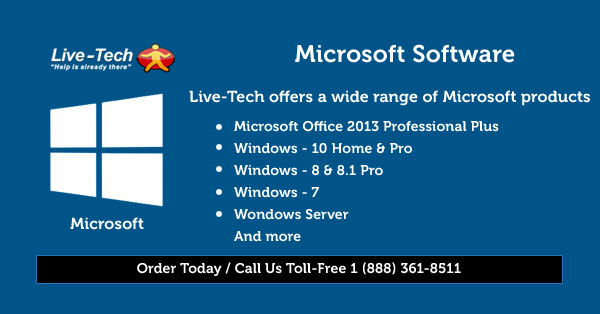 Live-Tech
"Help is already there"
Microsoft Software
Live-Tech offers a wide range of Microsoft products
Microsoft
• Microsoft Office 2013 Professional Plus
• Windows - 10 Home & Pro
• Windows - 8 & 8.1 Pro
• Windows - 7
• Wondows Server
And more
Order Today / Call Us Toll-Free 1 (888) 361-8511